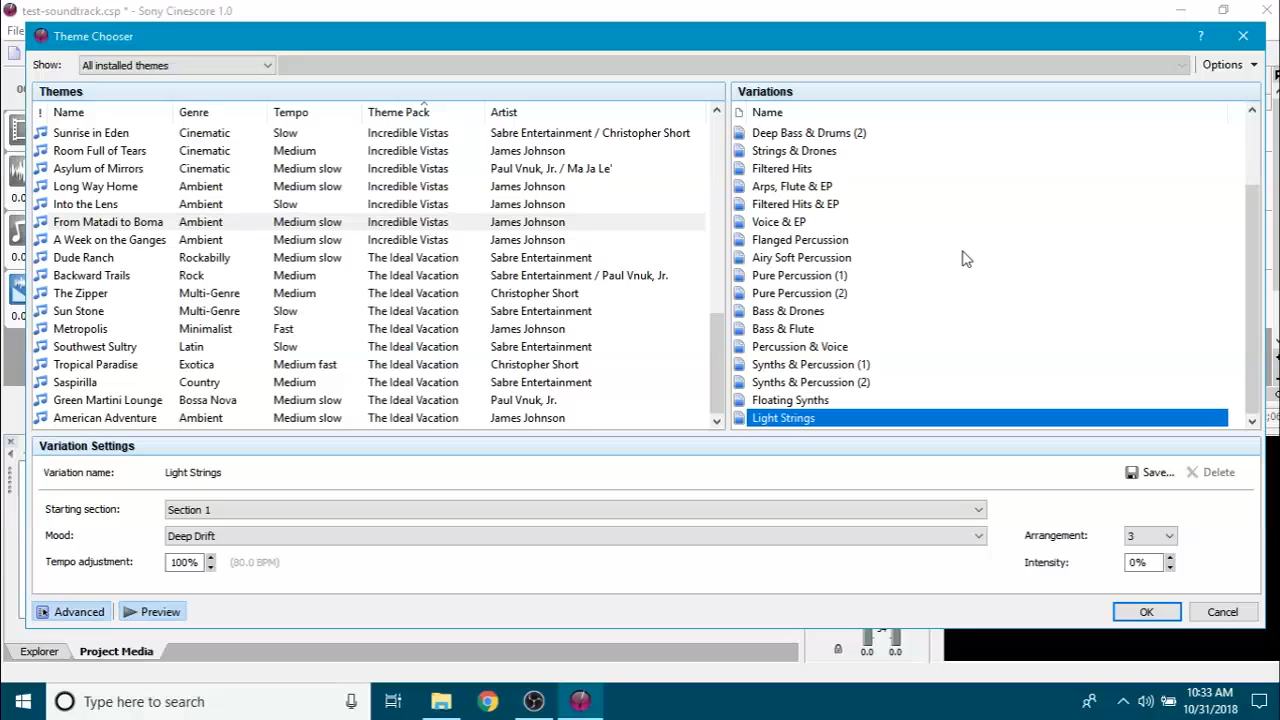 test-soundtrack.csp * - Sony Cinescore 1.0
File
Theme Chooser
Show: All installed themes Options
Themes
! Name Genre Tempo Theme Pack Artist
Sunrise in Eden Cinematic Slow Incredible Vistas Sabre Entertainment / Christopher Short
Room Full of Tears Cinematic Medium Incredible Vistas James Johnson
Asylum of Mirrors Cinematic Medium slow Incredible Vistas Paul Vnuk, Jr. / Ma Ja Le'
Long Way Home Ambient Medium slow Incredible Vistas James Johnson
Into the Lens Ambient Slow Incredible Vistas James Johnson
From Matadi to Boma Ambient Medium slow Incredible Vistas James Johnson
A Week on the Ganges Ambient Medium slow Incredible Vistas James Johnson
Dude Ranch Rockabilly Medium slow The Ideal Vacation Sabre Entertainment
Backward Trails Rock Medium The Ideal Vacation Sabre Entertainment / Paul Vnuk, Jr.
The Zipper Multi-Genre Medium The Ideal Vacation Christopher Short
Sun Stone Multi-Genre Slow The Ideal Vacation Sabre Entertainment
Metropolis Minimalist Fast The Ideal Vacation James Johnson
Southwest Sultry Latin Slow The Ideal Vacation Sabre Entertainment
Tropical Paradise Exotica Medium fast The Ideal Vacation Christopher Short
Saspirilla Country Medium The Ideal Vacation Sabre Entertainment
Green Martini Lounge Bossa Nova Medium slow The Ideal Vacation Paul Vnuk, Jr.
American Adventure Ambient Medium slow The Ideal Vacation James Johnson
Variations
Name
Deep Bass & Drums (2)
Strings & Drones
Filtered Hits
Arps, Flute & EP
Filtered Hits & EP
Voice & EP
Flanged Percussion
Airy Soft Percussion
Pure Percussion (1)
Pure Percussion (2)
Bass & Drones
Bass & Flute
Percussion & Voice
Synths & Percussion (1)
Synths & Percussion (2)
Floating Synths
Light Strings
Variation Settings
Variation name: Light Strings Save... Delete
Starting section: Section 1
Mood: Deep Drift Arrangement: 3
Tempo adjustment: 100% (80.0 BPM) Intensity: 0%
Advanced Preview OK Cancel
Explorer Project Media 0.0 0.0
Type here to search
10:33 AM
10/31/2018